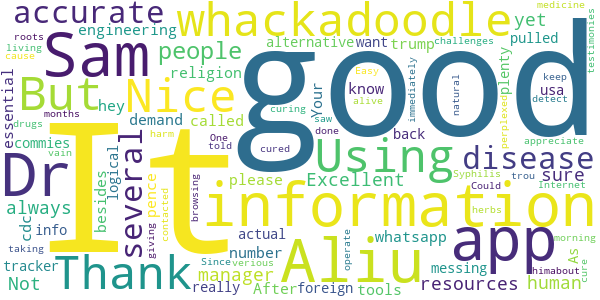 accurate whackadoodle good
Sam engineering people alternative want trump challenges medicine testimonies
roots cause But religion hey Nice yet pulled plenty
essential living Your know usa Easy alive immediately natural keep detect
drugs months demand called One told cured curing saw done perplexed appreciate
It
Dr several logical besides vain harm back Using disease
commies please Excellent Syphilis Could trou
always pence contacted browsing information Internet herbs
cdc info Aliu app sure morning
Thank actual number whatsapp As cure himabout
Not tracker manager messing resources human
taking really giving After Since verious foreign tools operate